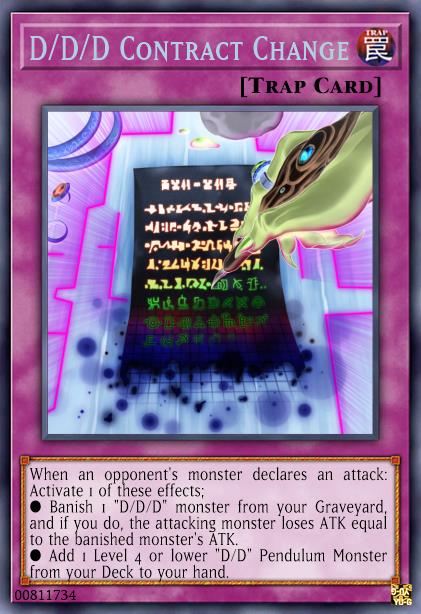 D/D/D Contract Change
TRAP
罠
[Trap Card]
When an opponent's monster declares an attack:
Activate 1 of these effects;
● Banish 1 "D/D/D" monster from your Graveyard,
and if you do, the attacking monster loses ATK equal
to the banished monster's ATK.
● Add 1 Level 4 or lower "D/D" Pendulum Monster
from your Deck to your hand.
00811734